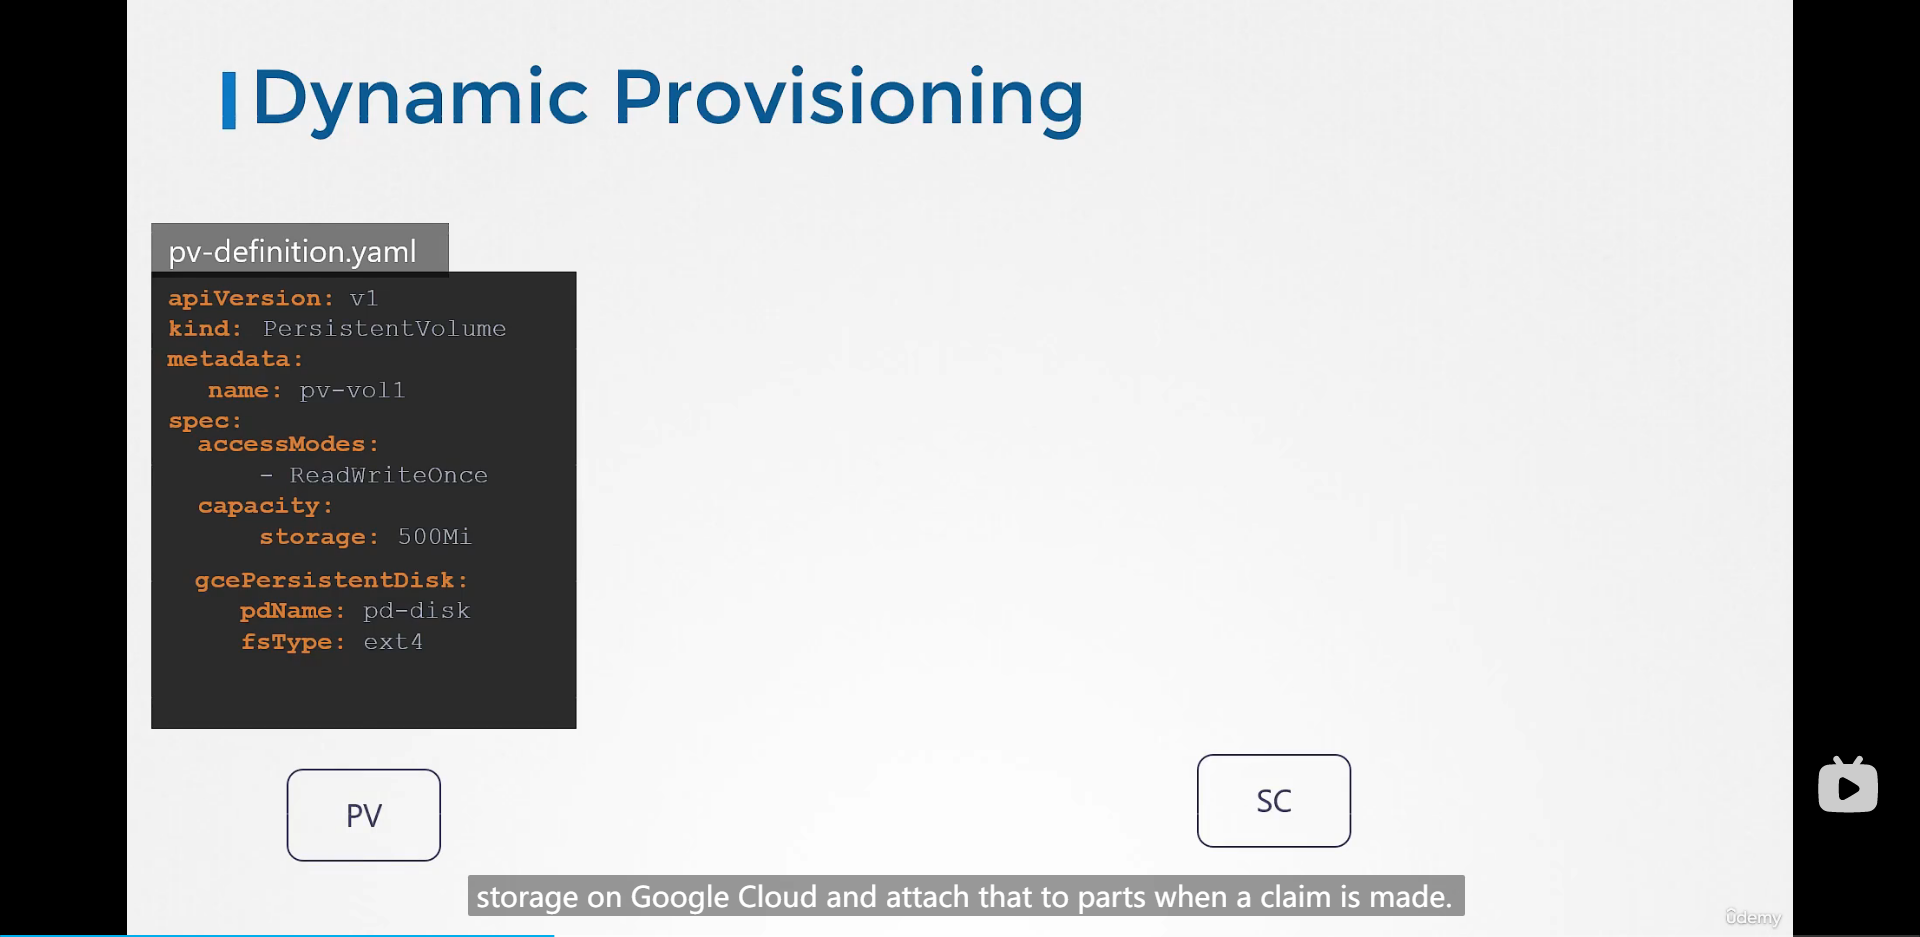 Dynamic Provisioning
pv-definition.yaml
apiVersion: v1
kind: PersistentVolume
metadata:
name: pv-vol1
spec:
accessModes:
- ReadWriteOnce
capacity:
storage: 500Mi
gcePersistentDisk:
pdName: pd-disk
fsType: ext4
PV
SC
storage on Google Cloud and attach that to parts when a claim is made.
ûdemy